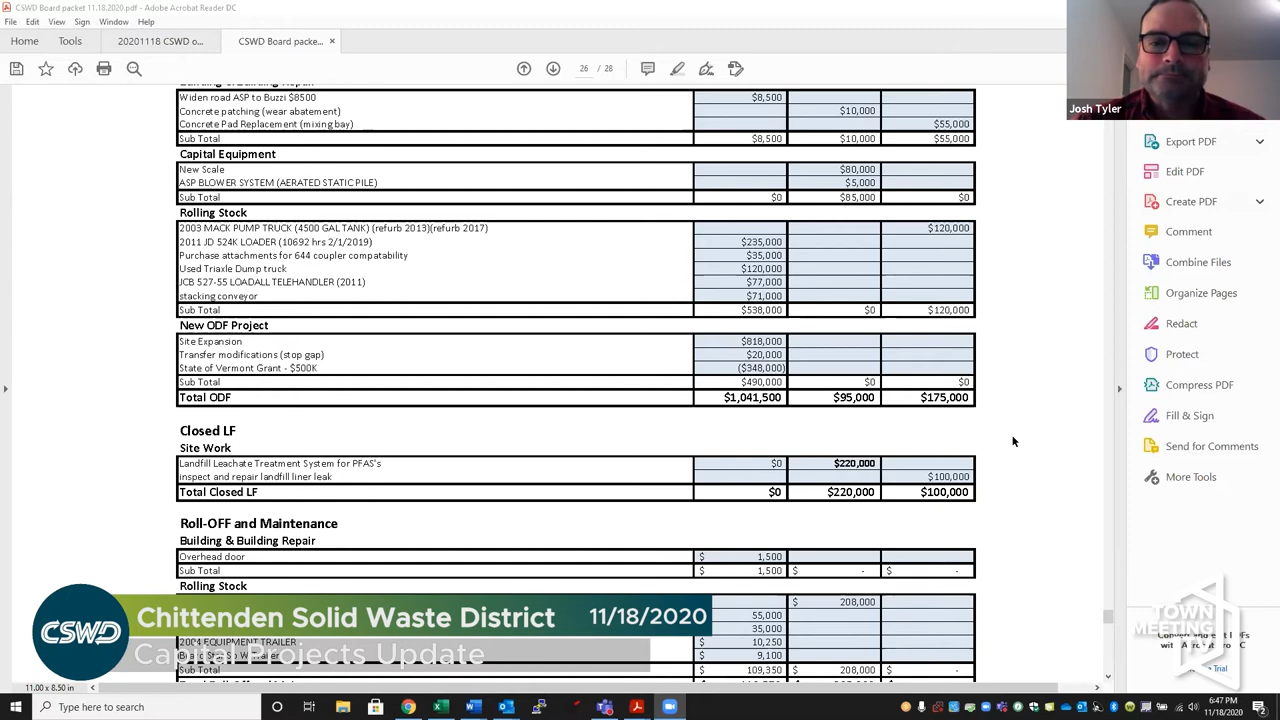 CSWD Board packet 11.18.2020.pdf - Adobe Acrobat Reader DC
File Edit View Sign Window Help
Home Tools 20201118 CSWD o... CSWD Board packe... ×
26 / 28
Josh Tyler
Widen road ASP to Buzzi $8500 $8,500
Concrete patching (wear abatement) $10,000
Concrete Pad Replacement (mixing bay) $55,000
Sub Total $8,500 $10,000 $55,000
Capital Equipment
New Scale $80,000
ASP BLOWER SYSTEM (AERATED STATIC PILE) $5,000
Sub Total $0 $85,000 $0
Rolling Stock
2003 MACK PUMP TRUCK (4500 GAL TANK) (refurb 2013)(refurb 2017) $120,000
2011 JD 524K LOADER (10692 hrs 2/1/2019) $235,000
Purchase attachments for 644 coupler compatability $35,000
Used Triaxle Dump truck $120,000
JCB 527-55 LOADALL TELEHANDLER (2011) $77,000
stacking conveyor $71,000
Sub Total $538,000 $0 $120,000
New ODF Project
Site Expansion $818,000
Transfer modifications (stop gap) $20,000
State of Vermont Grant - $500K ($348,000)
Sub Total $490,000 $0 $0
Total ODF $1,041,500 $95,000 $175,000
Closed LF
Site Work
Landfill Leachate Treatment System for PFAS's $0 $220,000
inspect and repair landfill liner leak $100,000
Total Closed LF $0 $220,000 $100,000
Roll-OFF and Maintenance
Building & Building Repair
Overhead door $ 1,500
Sub Total $ 1,500 $ - $ -
Rolling Stock
$ 208,000
55,000
35,000
2004 EQUIPMENT TRAILER 10,250
9,100
Sub Total 109,350 208,000 -
CSWD
Chittenden Solid Waste District 11/18/2020
Capital Projects Update
Export PDF
Edit PDF
Create PDF
Comment
Combine Files
Organize Pages
Redact
Protect
Compress PDF
Fill & Sign
Send for Comments
More Tools
TOWN
MEETING
Trial
11.00 x 8.50 in
Type here to search
6:47 PM
11/18/2020